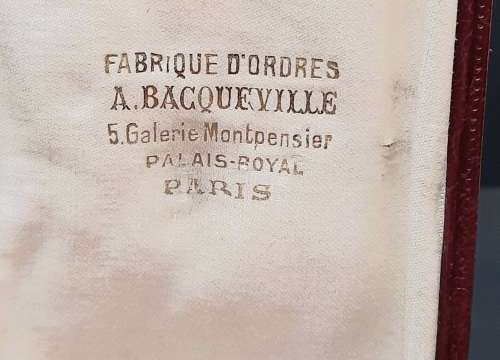 FABRIQUE D'ORDRES
A. BACQUEVILLE
5. Galerie Montpensier
PALAIS-ROYAL
PARIS